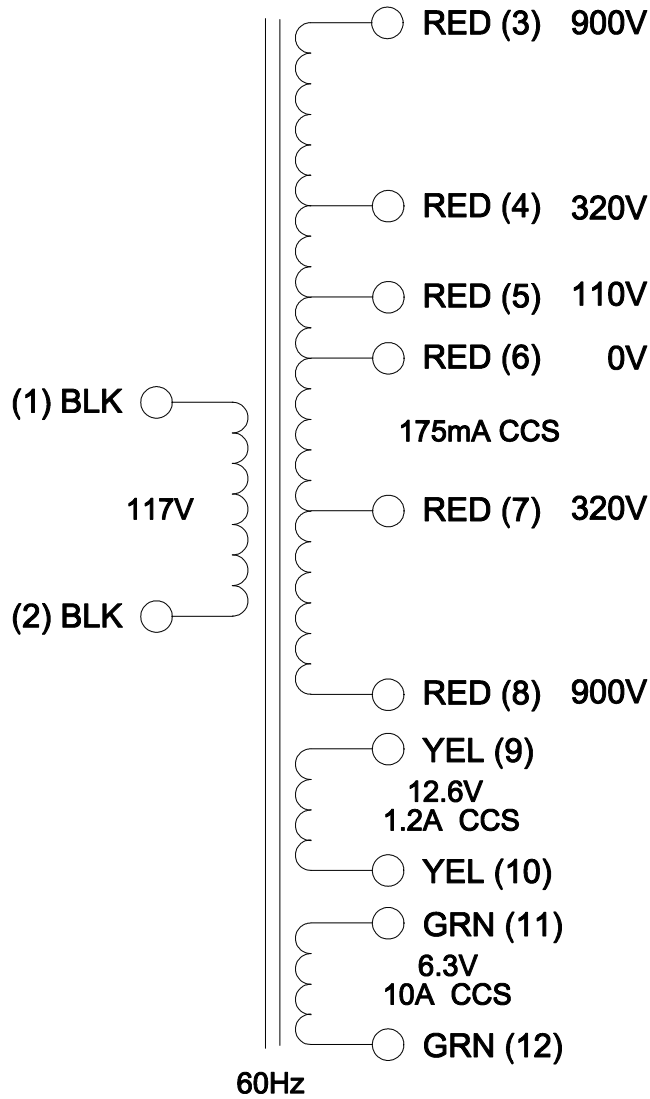 RED (3) 900V
RED (4) 320V
RED (5) 110V
RED (6) 0V
(1) BLK
175mA CCS
117V
RED (7) 320V
(2) BLK
RED (8) 900V
YEL (9)
12.6V
1.2A CCS
YEL (10)
GRN (11)
6.3V
10A CCS
GRN (12)
60Hz